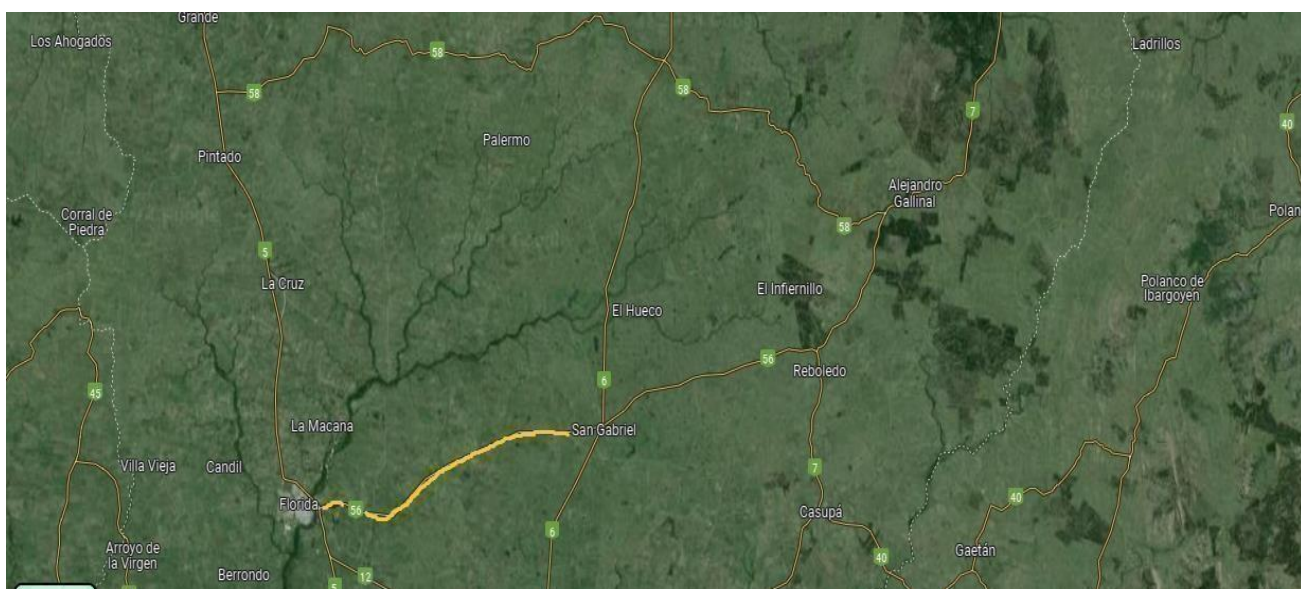 Grande
Los Ahogados
Ladrillos
58
58
58
7
40
Palermo
Pintado
Alejandro
Gallinal
Corral de
Piedra
58
Polan
5
La Cruz
El Infiernillo
Polanco de
Ibargoyen
El Hueco
56
Reboledo
6
45
La Macana
San Gabriel
Villa Vieja
Candil
7
40
Florida
56
Casupá
6
Arroyo de
la Virgen
Gaetán
40
Berrondo
12
5